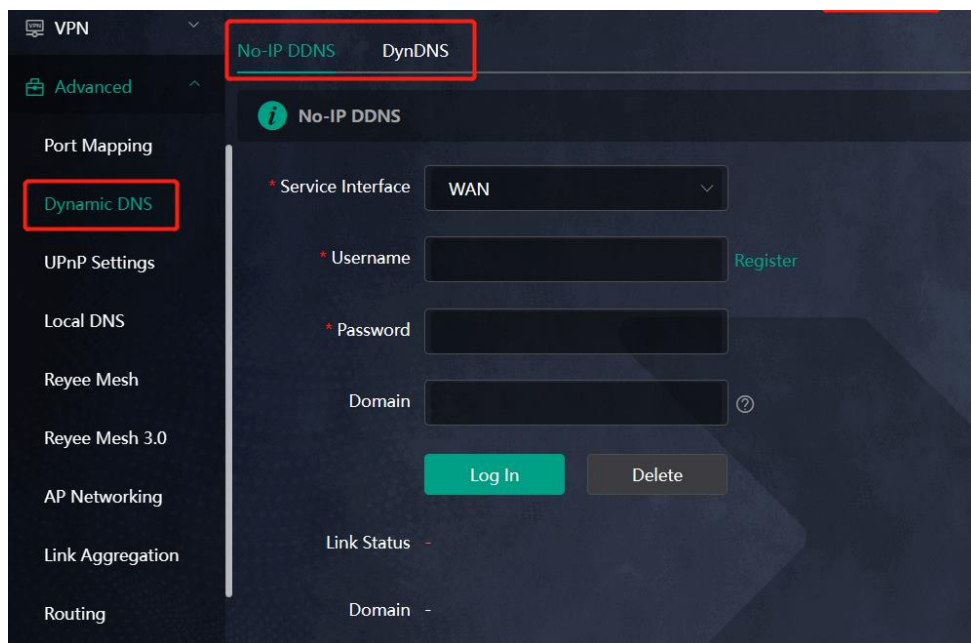 VPN
Advanced
Port Mapping
Dynamic DNS
UPnP Settings
Local DNS
Reyee Mesh
Reyee Mesh 3.0
AP Networking
Link Aggregation
Routing
No-IP DDNS DynDNS
No-IP DDNS
* Service Interface WAN
* Username Register
* Password
Domain
Log In Delete
Link Status -
Domain -